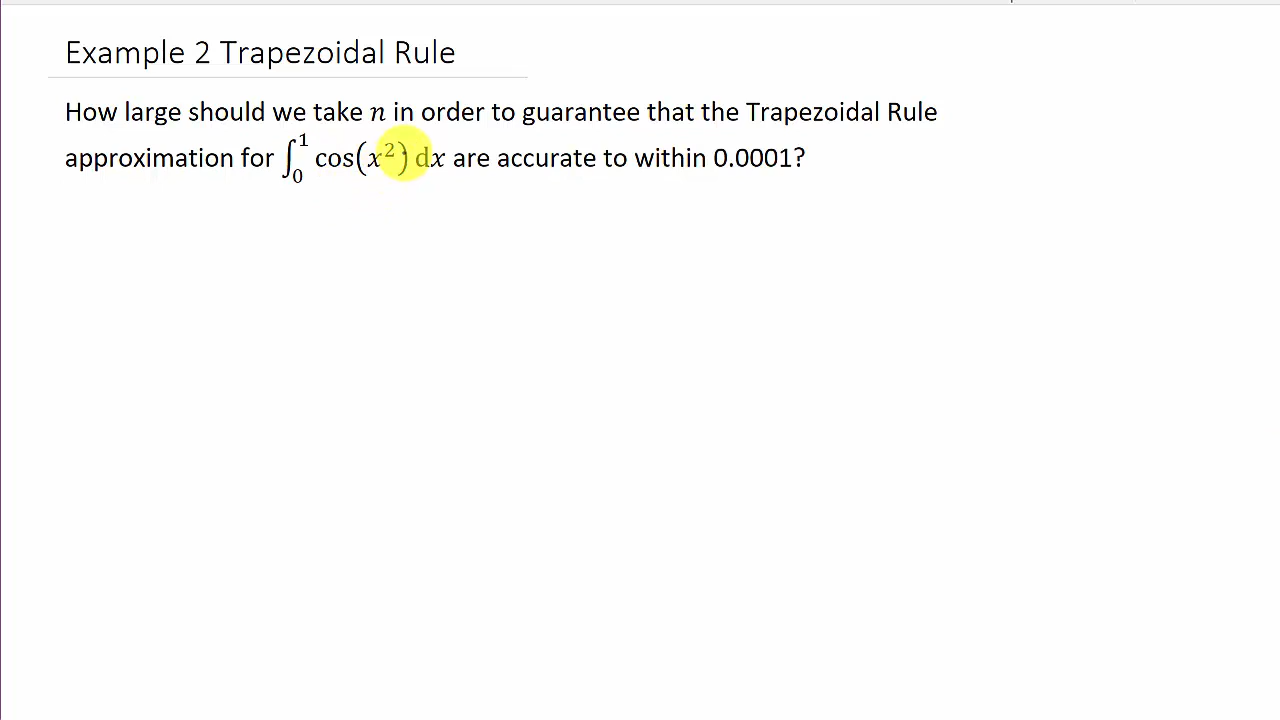 Example 2 Trapezoidal Rule
How large should we take n in order to guarantee that the Trapezoidal Rule
approximation for ∫₀¹ cos(x²) dx are accurate to within 0.0001?